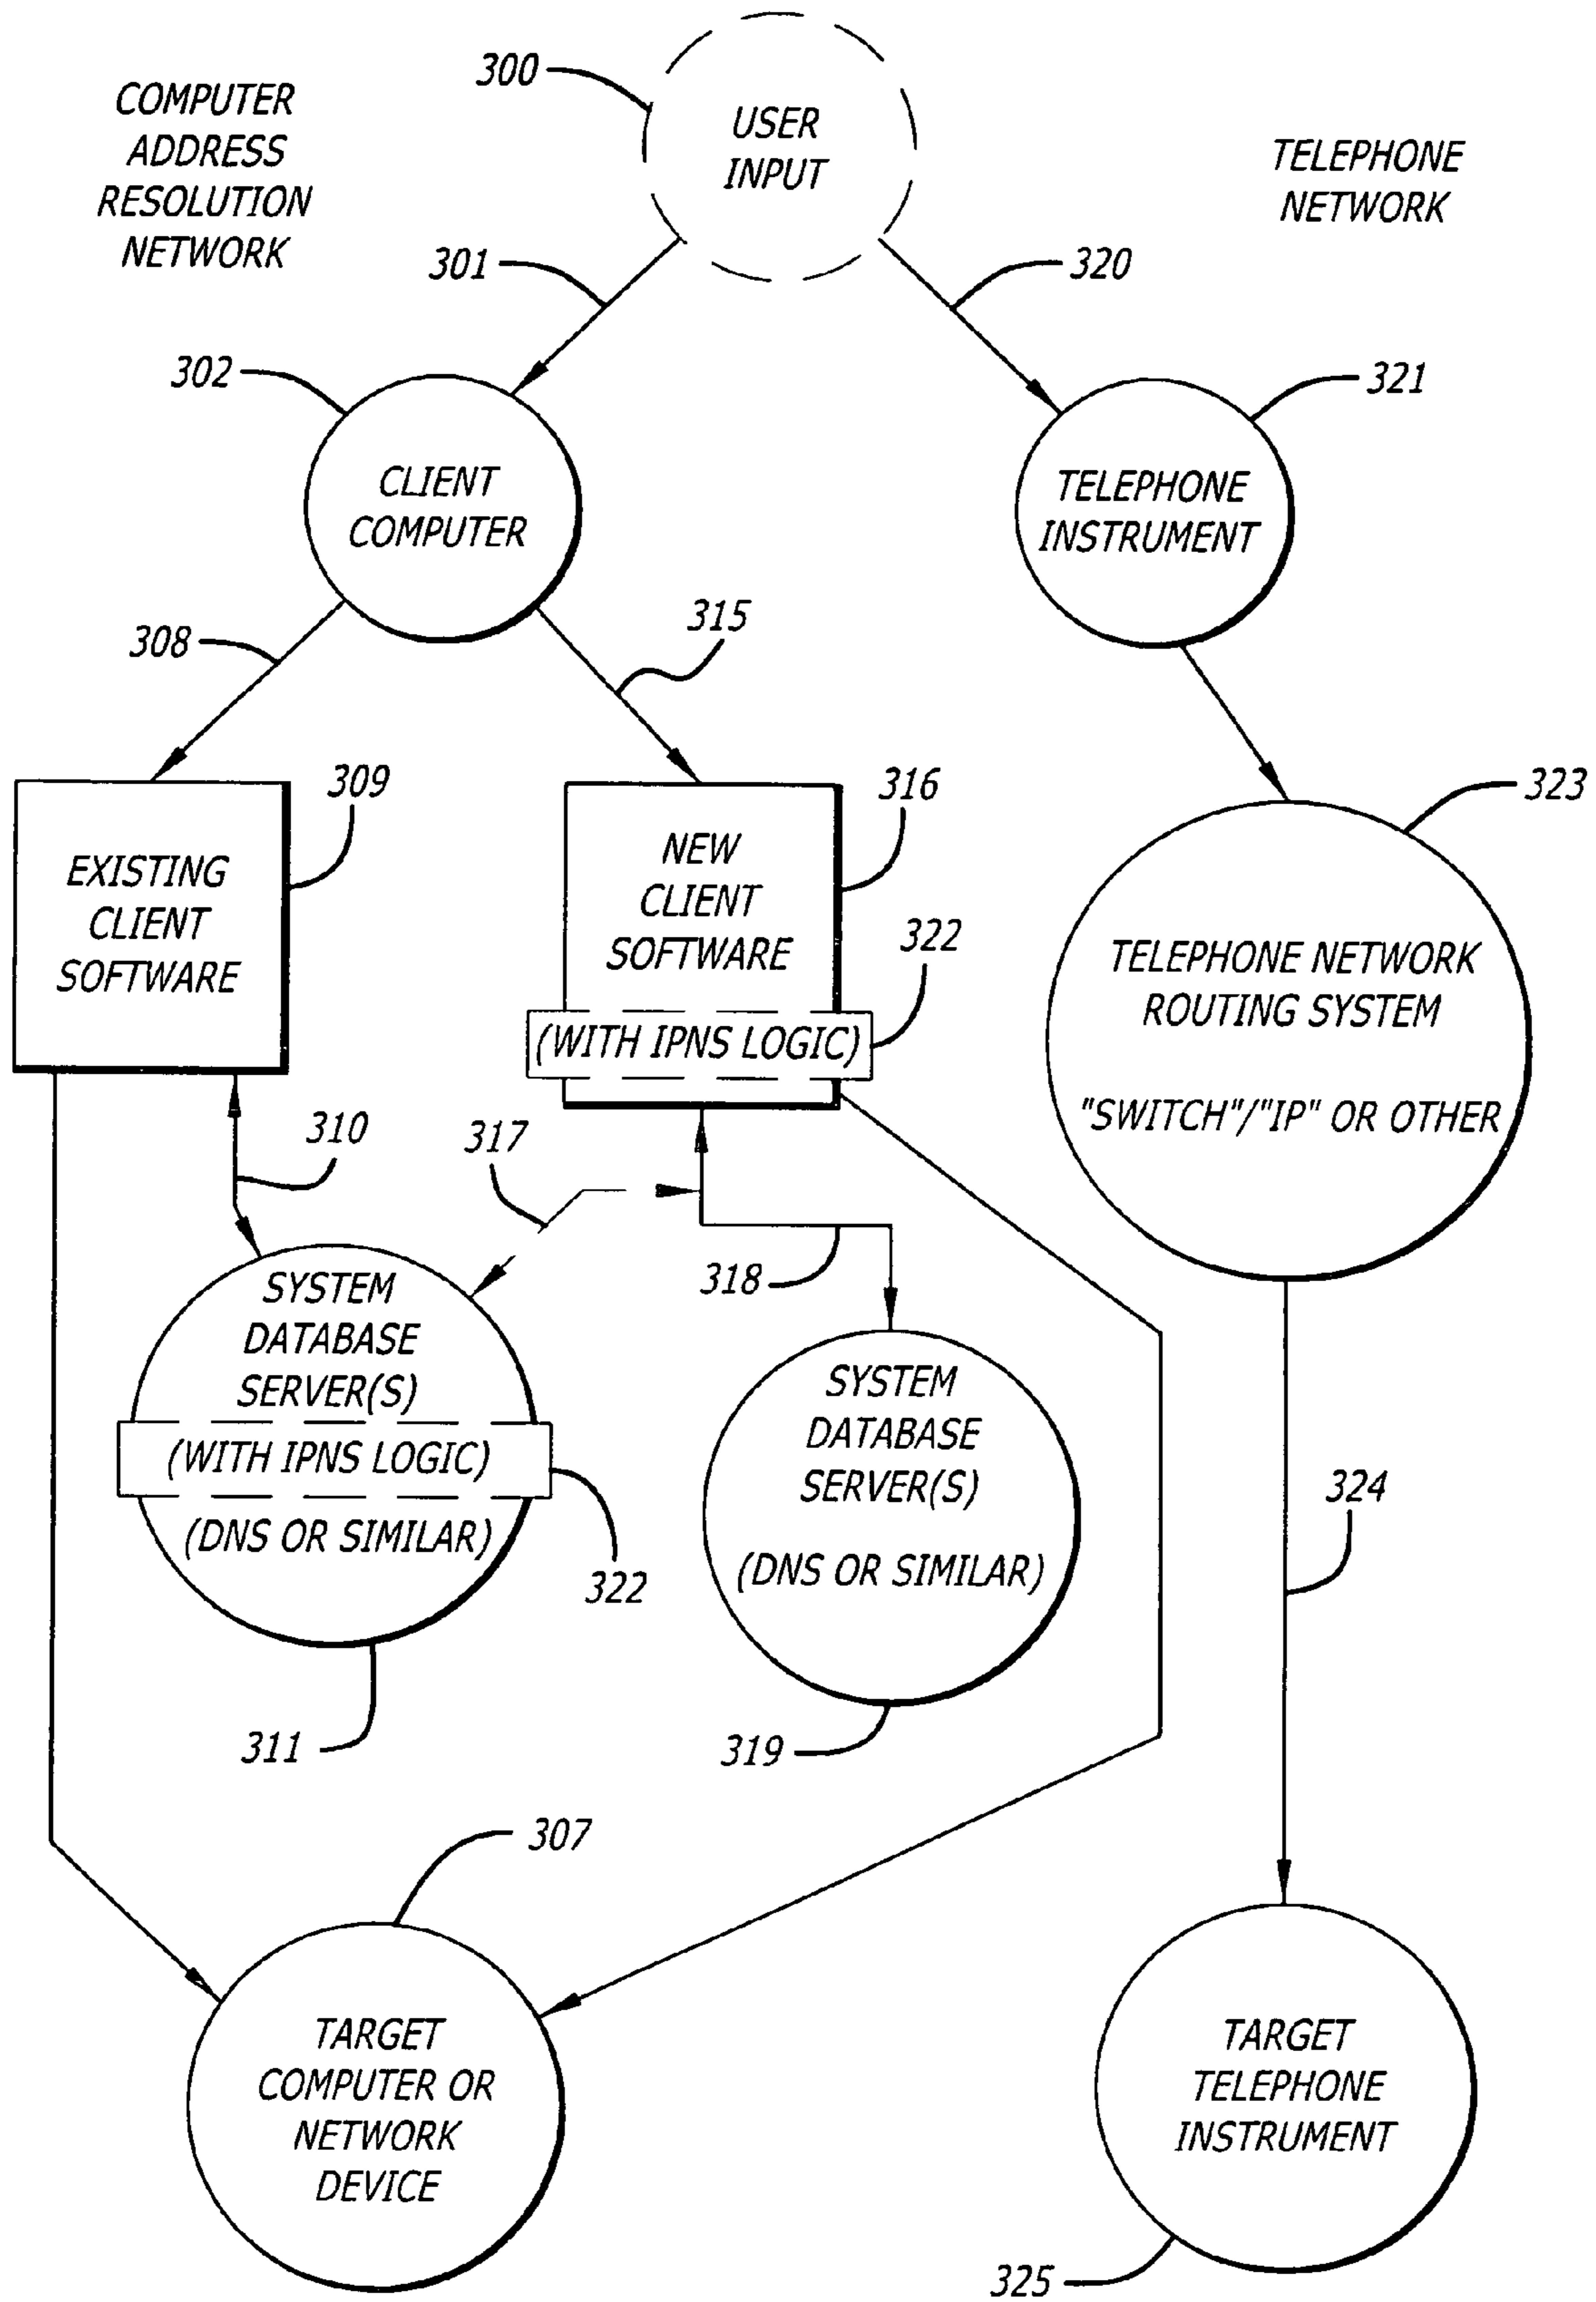 300
USER
INPUT
COMPUTER
ADDRESS
RESOLUTION
NETWORK
TELEPHONE
NETWORK
301
320
302
321
CLIENT
COMPUTER
TELEPHONE
INSTRUMENT
308
315
309
316
323
EXISTING
CLIENT
SOFTWARE
NEW
CLIENT
SOFTWARE
322
(WITH IPNS LOGIC)
TELEPHONE NETWORK
ROUTING SYSTEM
"SWITCH"/"IP" OR OTHER
310
317
318
SYSTEM
DATABASE
SERVER(S)
(WITH IPNS LOGIC)
(DNS OR SIMILAR)
322
311
SYSTEM
DATABASE
SERVER(S)
(DNS OR SIMILAR)
319
324
307
TARGET
COMPUTER OR
NETWORK
DEVICE
TARGET
TELEPHONE
INSTRUMENT
325